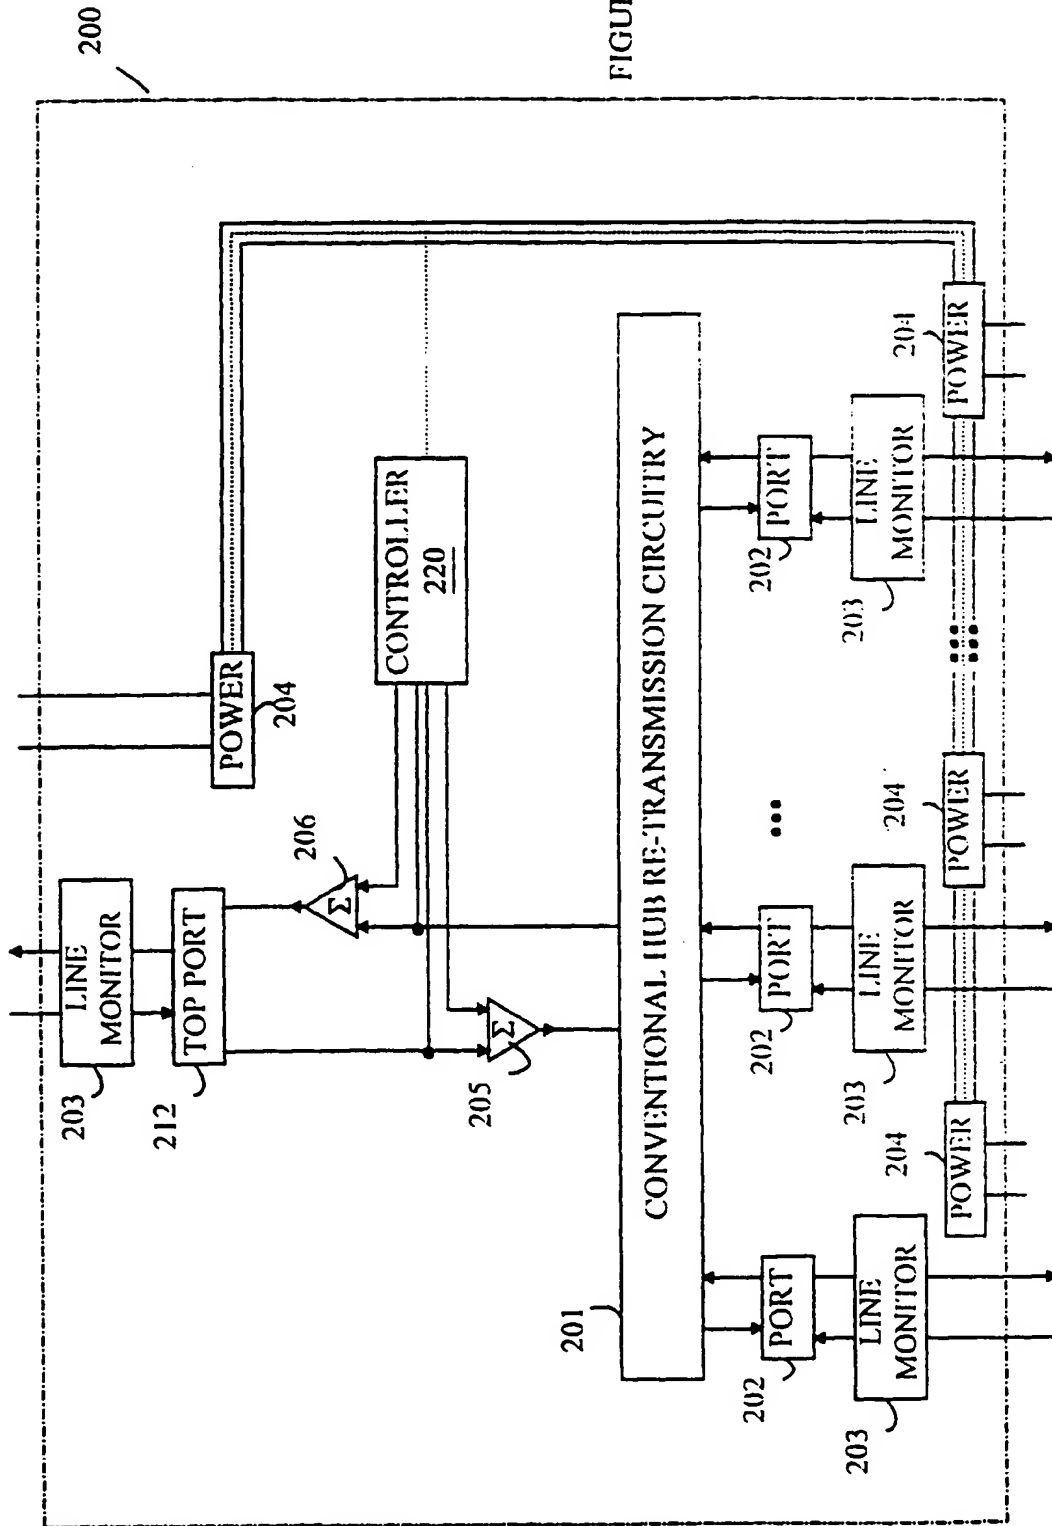 200
FIGU
LINE
MONITOR
203
TOP PORT
212
POWER
204
206
Σ
CONTROLLER
220
Σ
205
201
CONVENTIONAL HUB RE-TRANSMISSION CIRCUITRY
PORT
202
PORT
202
...
PORT
202
LINE
MONITOR
203
LINE
MONITOR
203
LINE
MONITOR
203
POWER
204
POWER
204
POWER
204